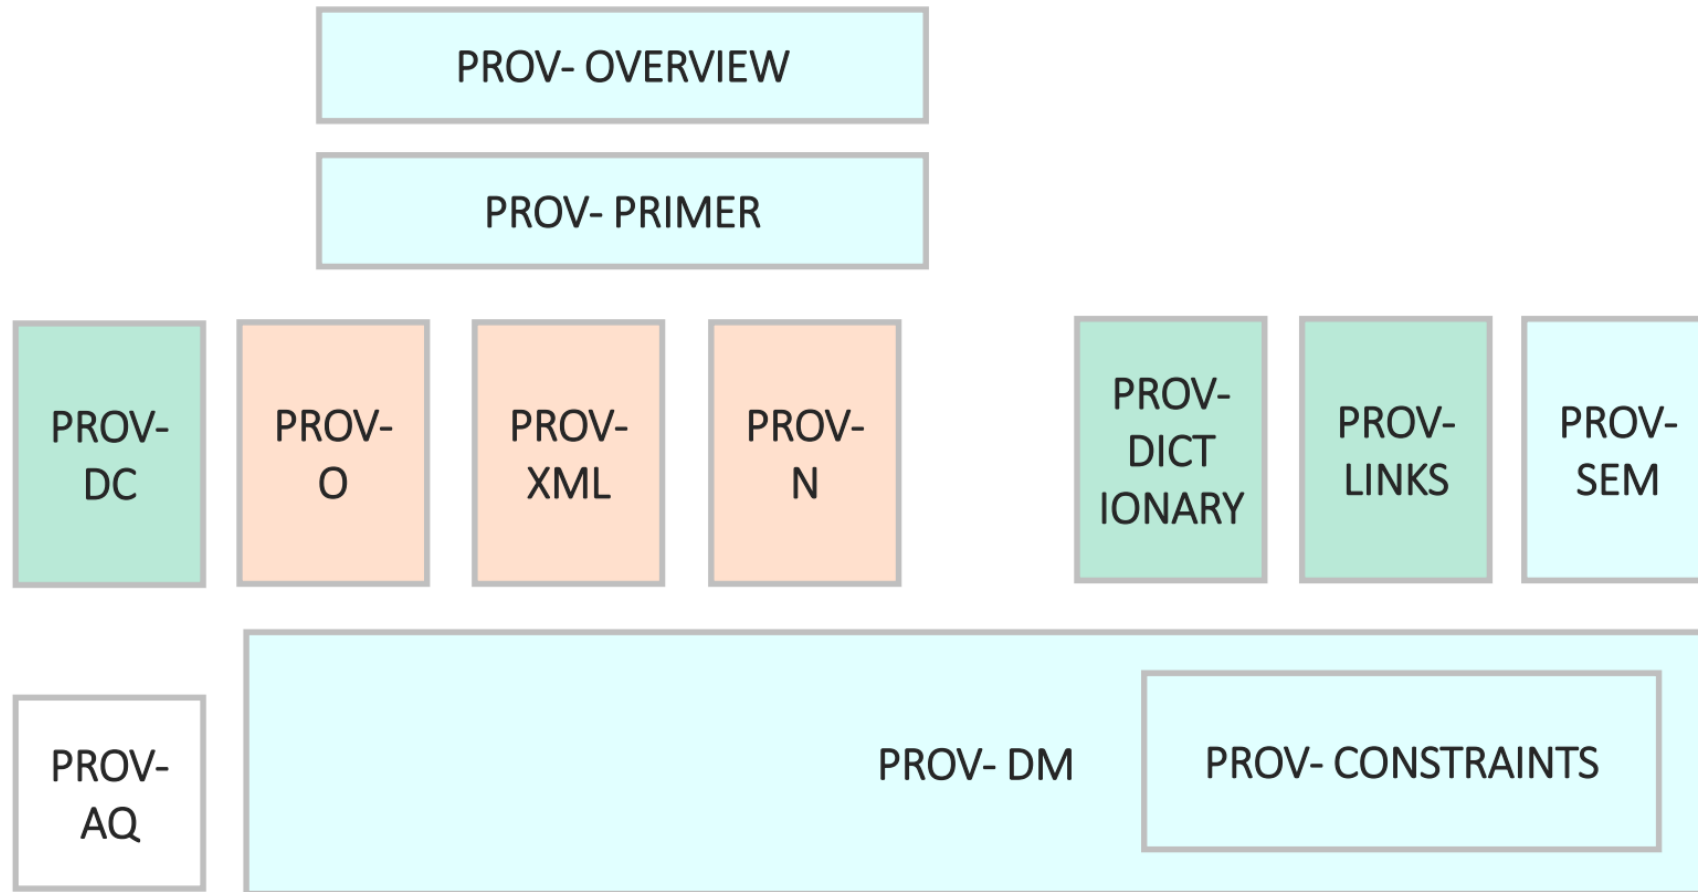 PROV- OVERVIEW
PROV- PRIMER
PROV-
DC
PROV-
O
PROV-
XML
PROV-
N
PROV-
DICT
IONARY
PROV-
LINKS
PROV-
SEM
PROV-
AQ
PROV- DM
PROV- CONSTRAINTS